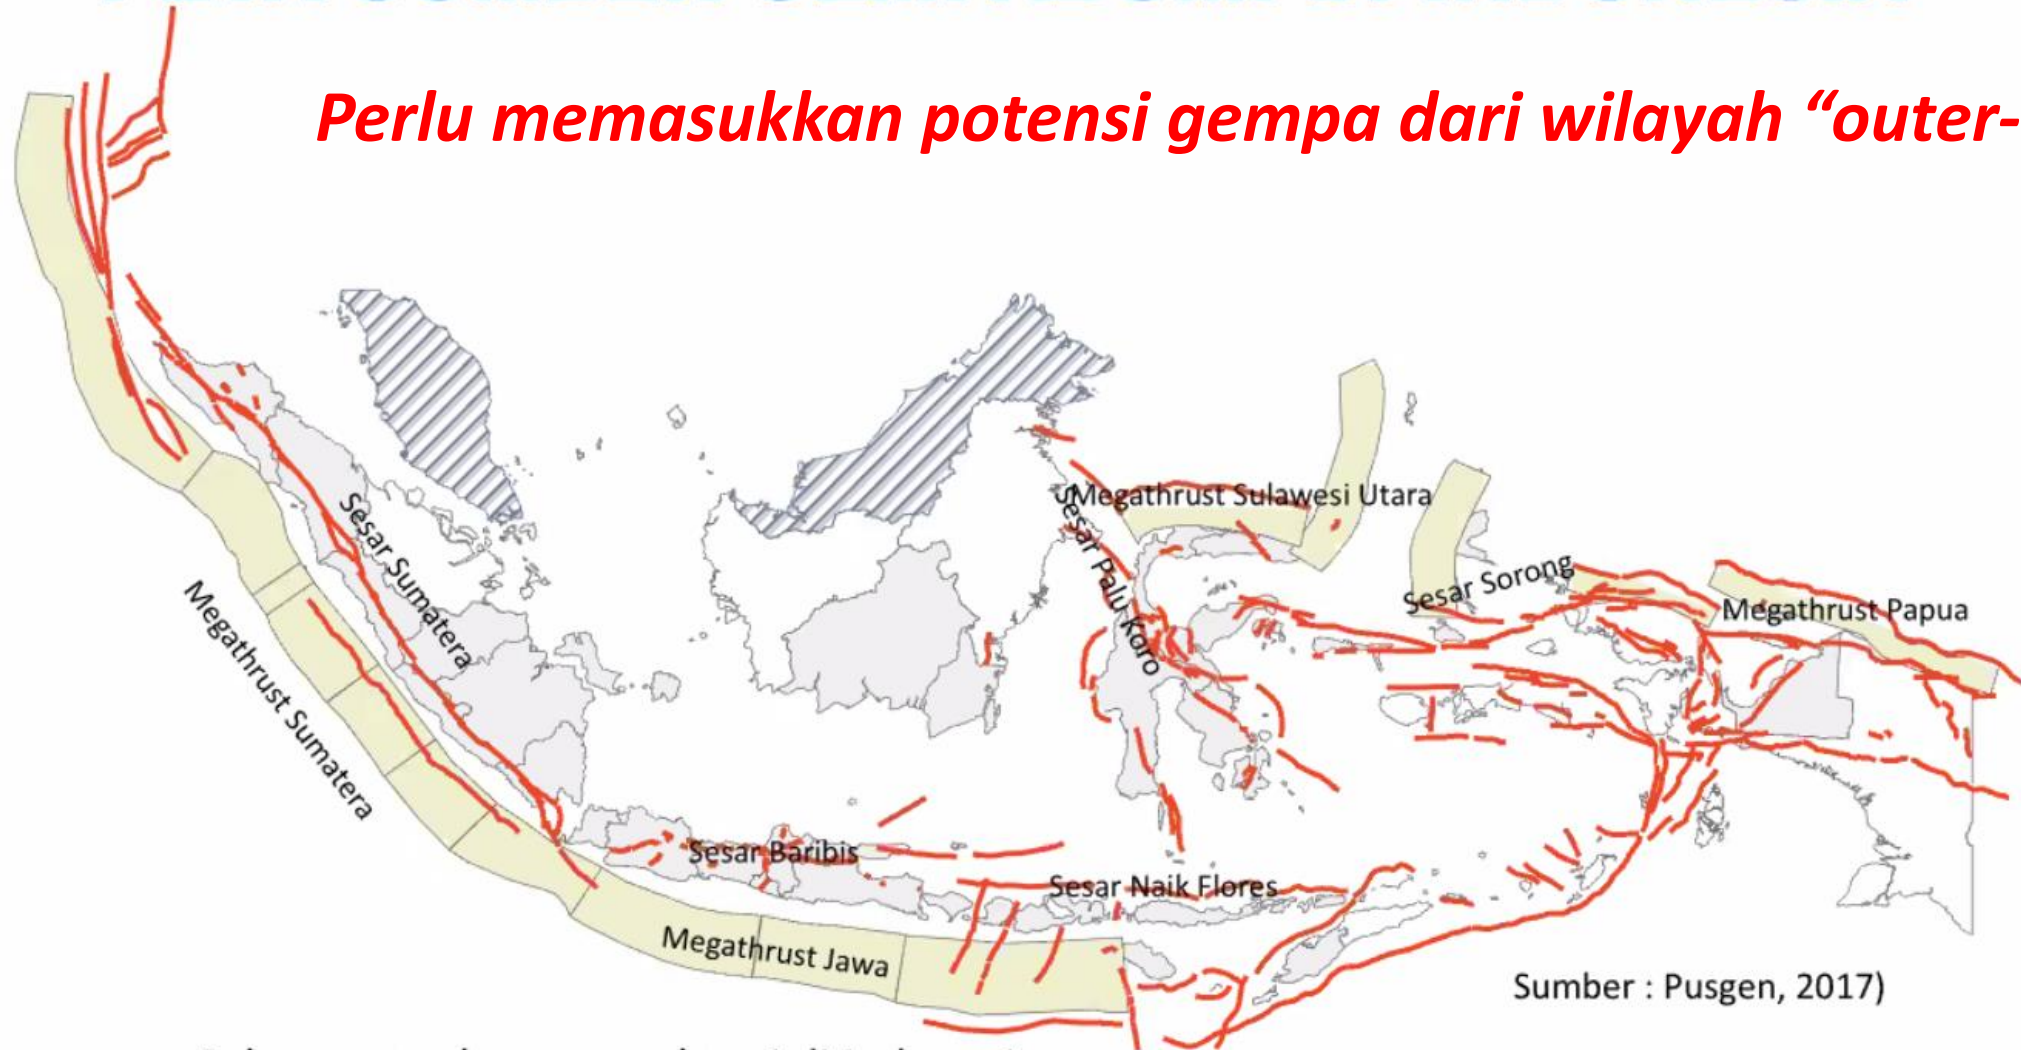 Perlu memasukkan potensi gempa dari wilayah “outer-
Megathrust Sulawesi Utara
Sesar Palu Koro
Sesar Sumatera
Sesar Sorong
Megathrust Papua
Megathrust Sumatera
Sesar Baribis
Sesar Naik Flores
Megathrust Jawa
Sumber : Pusgen, 2017)